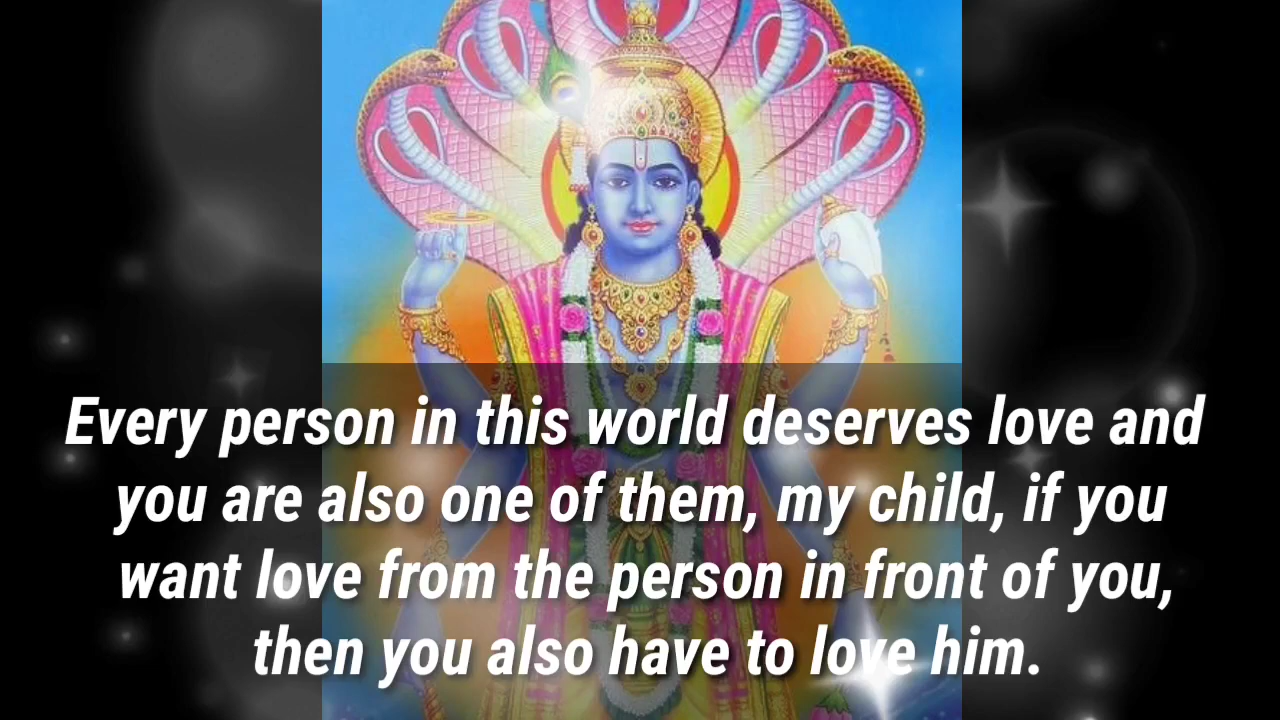 Every person in this world deserves love and
you are also one of them, my child, if you
want love from the person in front of you,
then you also have to love him.